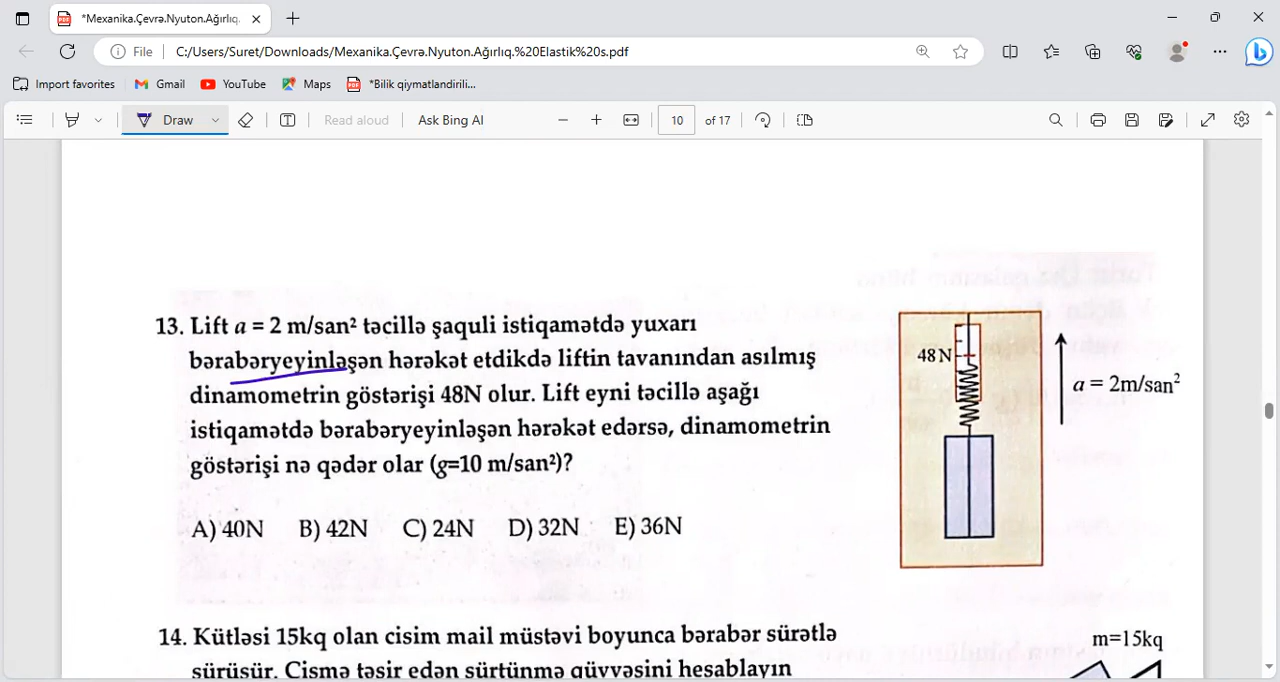 *Mexanika.Çevrə.Nyuton.Ağırlıq.
File
C:/Users/Suret/Downloads/Mexanika.Çevrə.Nyuton.Ağırlıq.%20Elastik%20s.pdf
Import favorites
Gmail
YouTube
Maps
*Bilik qiymatlandirili...
Draw
Read aloud
Ask Bing AI
10
of 17
13. Lift a = 2 m/san² təcillə şaquli istiqamətdə yuxarı
bərabəryeyinləşən hərəkət etdikdə liftin tavanından asılmış
dinamometrin göstərişi 48N olur. Lift eyni təcillə aşağı
istiqamətdə bərabəryeyinləşən hərəkət edərsə, dinamometrin
göstərişi nə qədər olar (g=10 m/san²)?
A) 40N B) 42N C) 24N D) 32N E) 36N
48N
a = 2m/san²
14. Kütləsi 15kq olan cisim mail müstəvi boyunca bərabər sürətlə
sürüşür. Cismə təsir edən sürtünmə qüvvəsini hesablayın
m=15kq